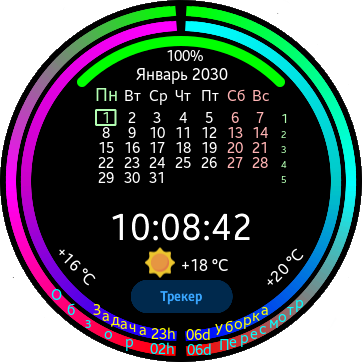 100%
Январь 2030
Пн Вт Ср Чт Пт Сб Вс
1 2 3 4 5 6 7 1
8 9 10 11 12 13 14 2
15 16 17 18 19 20 21 3
22 23 24 25 26 27 28 4
29 30 31 5
10:08:42
+16 °C +18 °C +20 °C
Трекер
Задача 23h 06d Уборка
Обзор 02h 06d Пересмотр